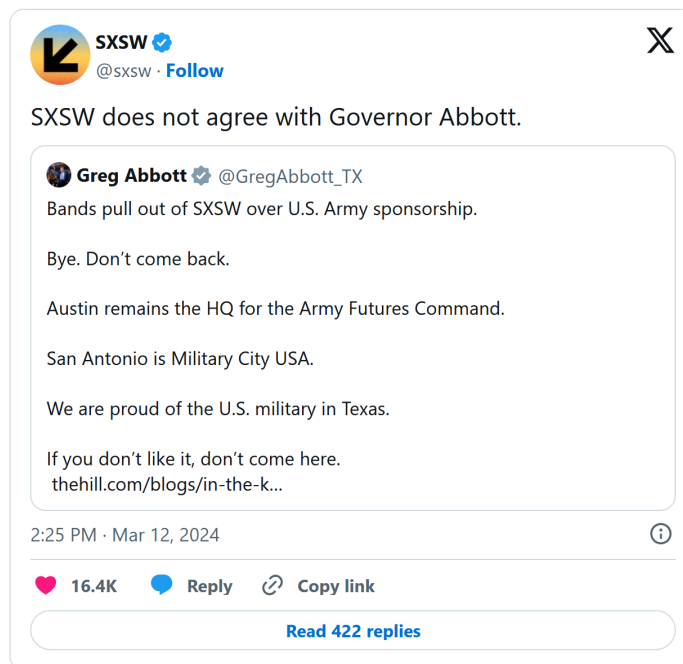 SXSW
@sxsw · Follow
SXSW does not agree with Governor Abbott.
Greg Abbott @GregAbbott_TX
Bands pull out of SXSW over U.S. Army sponsorship.
Bye. Don’t come back.
Austin remains the HQ for the Army Futures Command.
San Antonio is Military City USA.
We are proud of the U.S. military in Texas.
If you don’t like it, don’t come here.
thehill.com/blogs/in-the-k…
2:25 PM · Mar 12, 2024
16.4K Reply Copy link
Read 422 replies